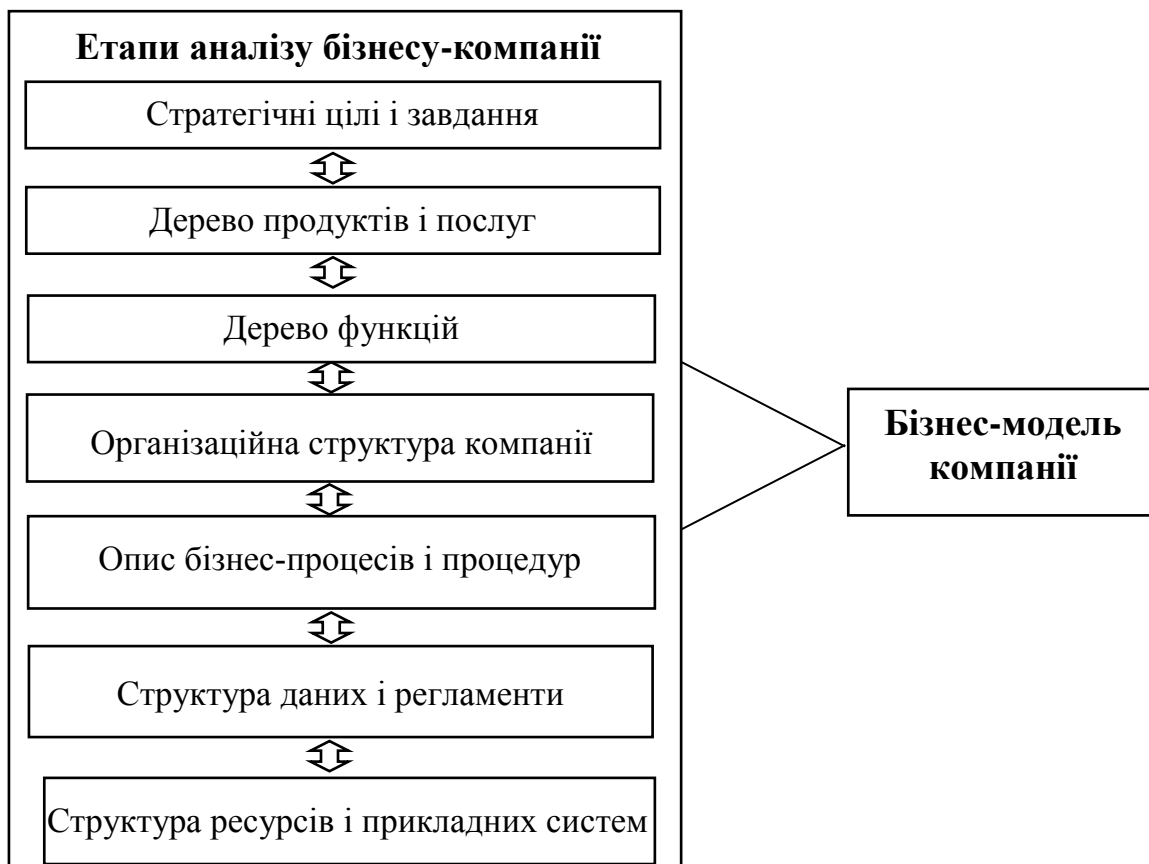 Етапи аналізу бізнесу-компанії
Стратегічні цілі і завдання
Дерево продуктів і послуг
Дерево функцій
Організаційна структура компанії
Опис бізнес-процесів і процедур
Структура даних і регламенти
Структура ресурсів і прикладних систем
Бізнес-модель
компанії